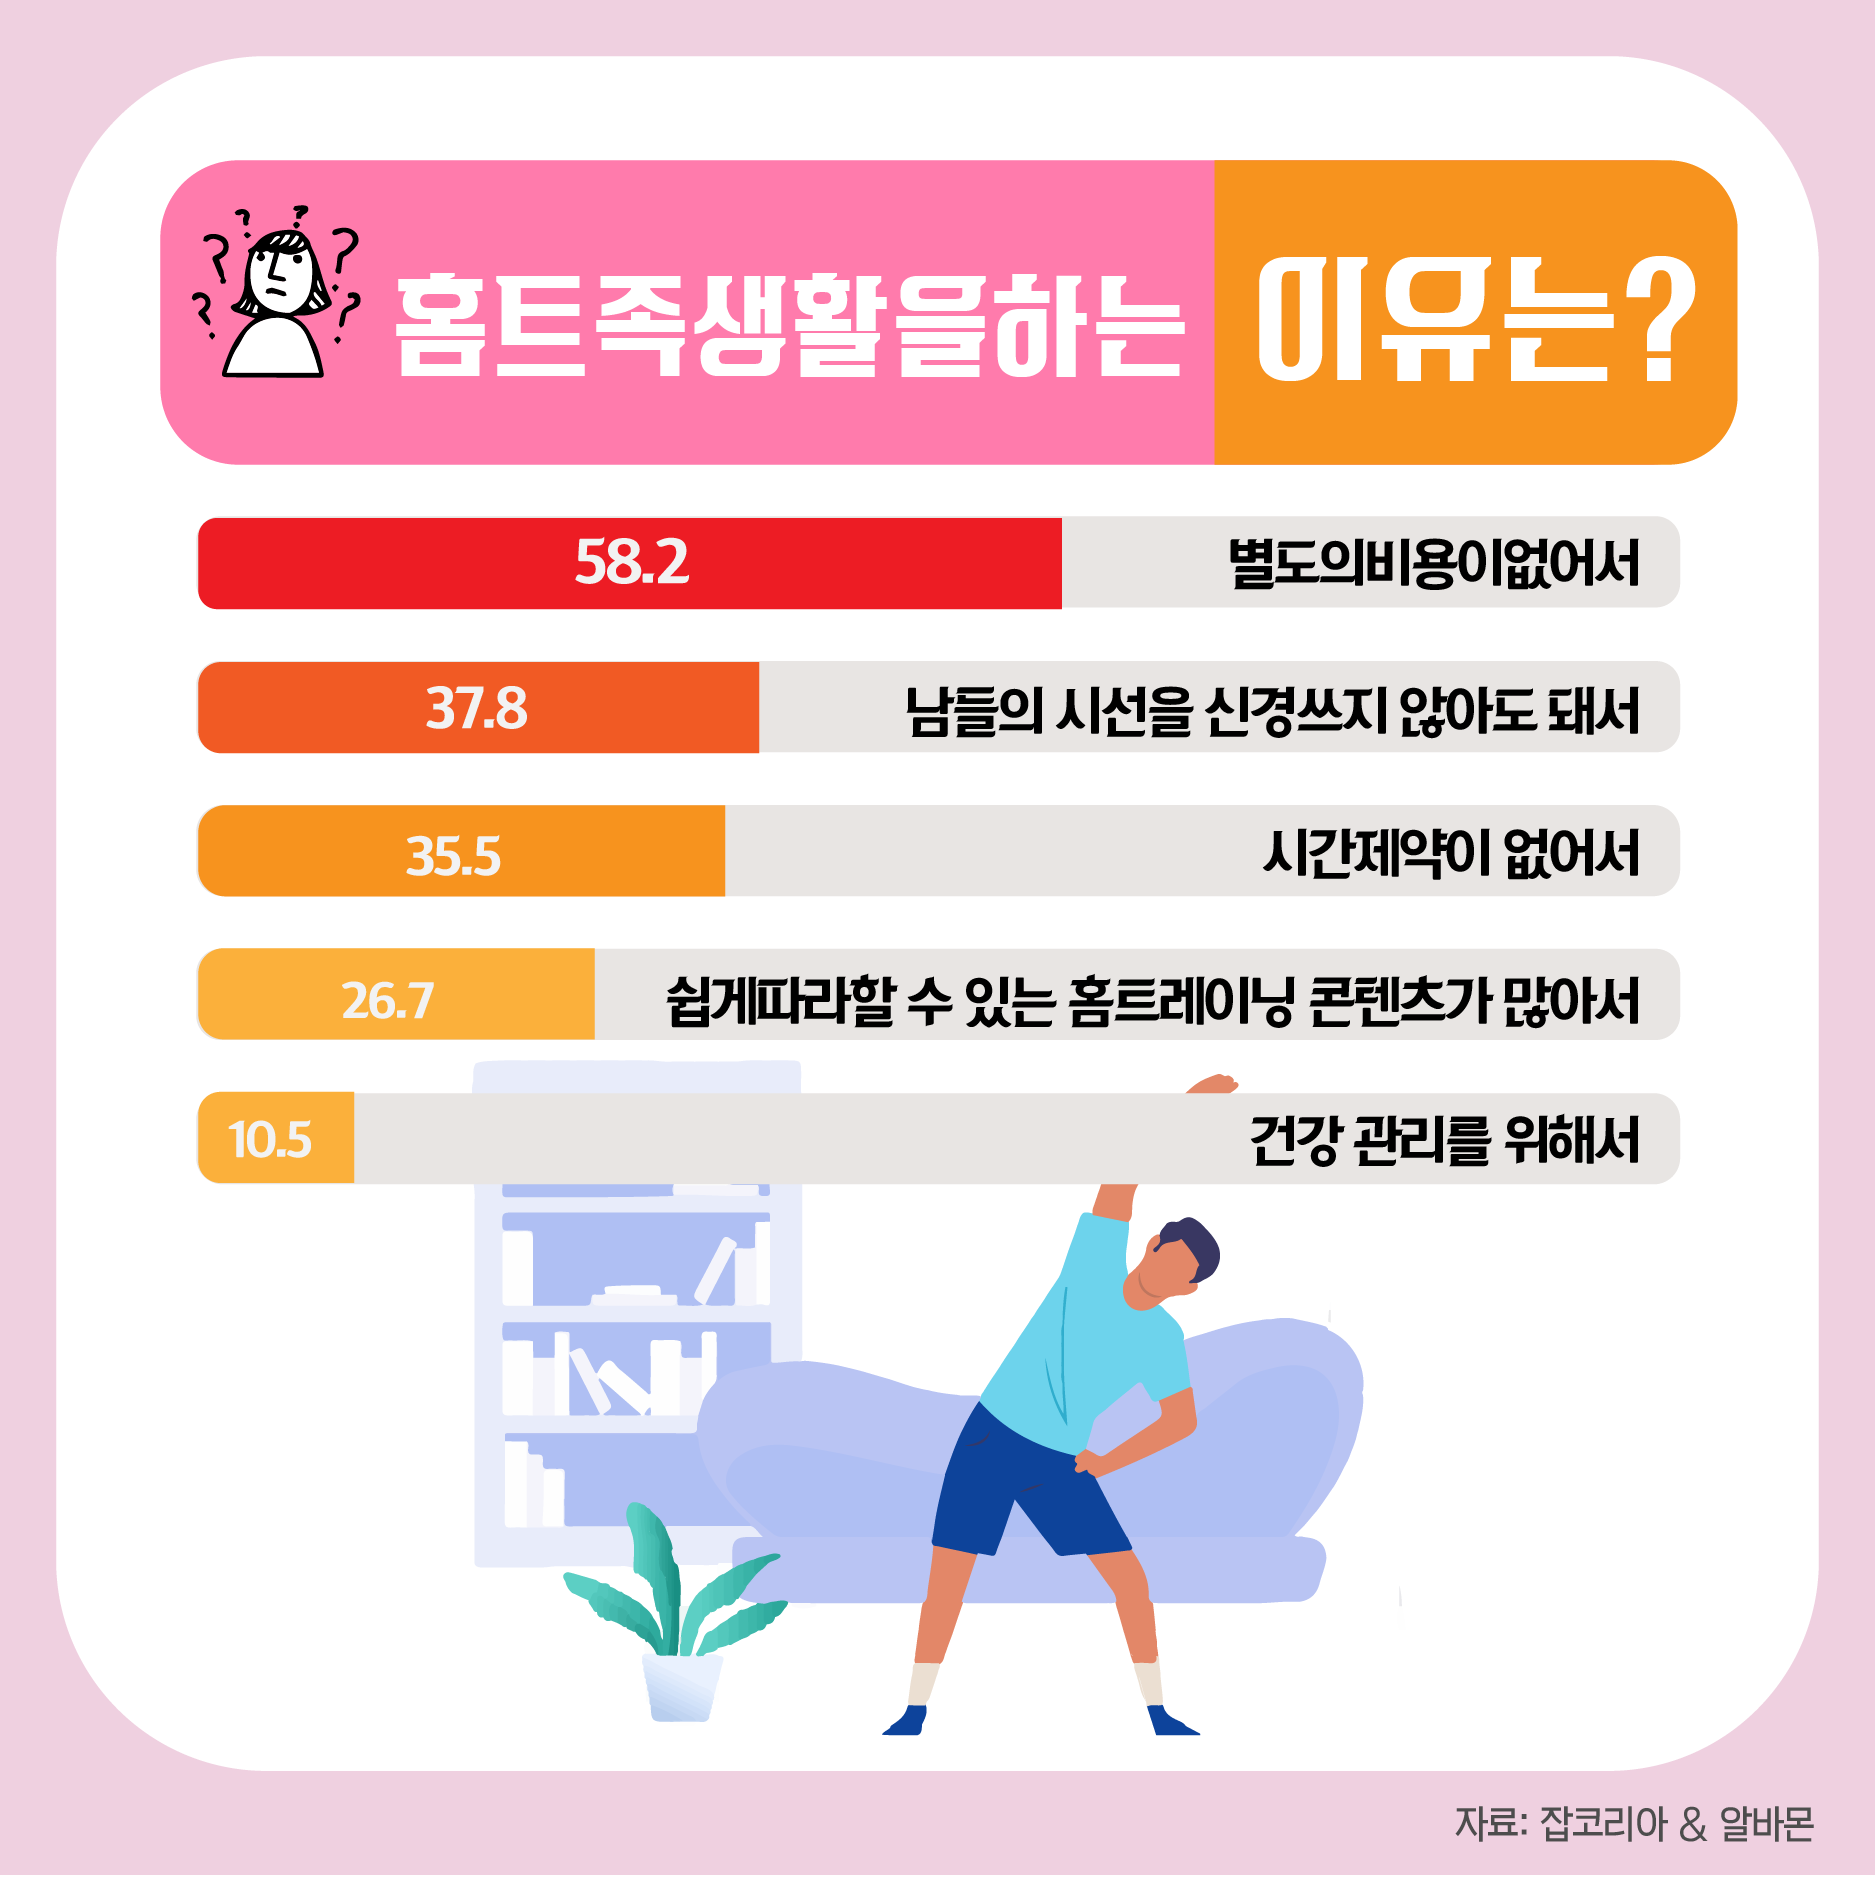 홈트족생활을하는 이유는?
58.2 별도의비용이없어서
37.8 남들의 시선을 신경쓰지 않아도 돼서
35.5 시간제약이 없어서
26.7 쉽게따라할 수 있는 홈트레이닝 콘텐츠가 많아서
10.5 건강 관리를 위해서
자료: 잡코리아 & 알바몬